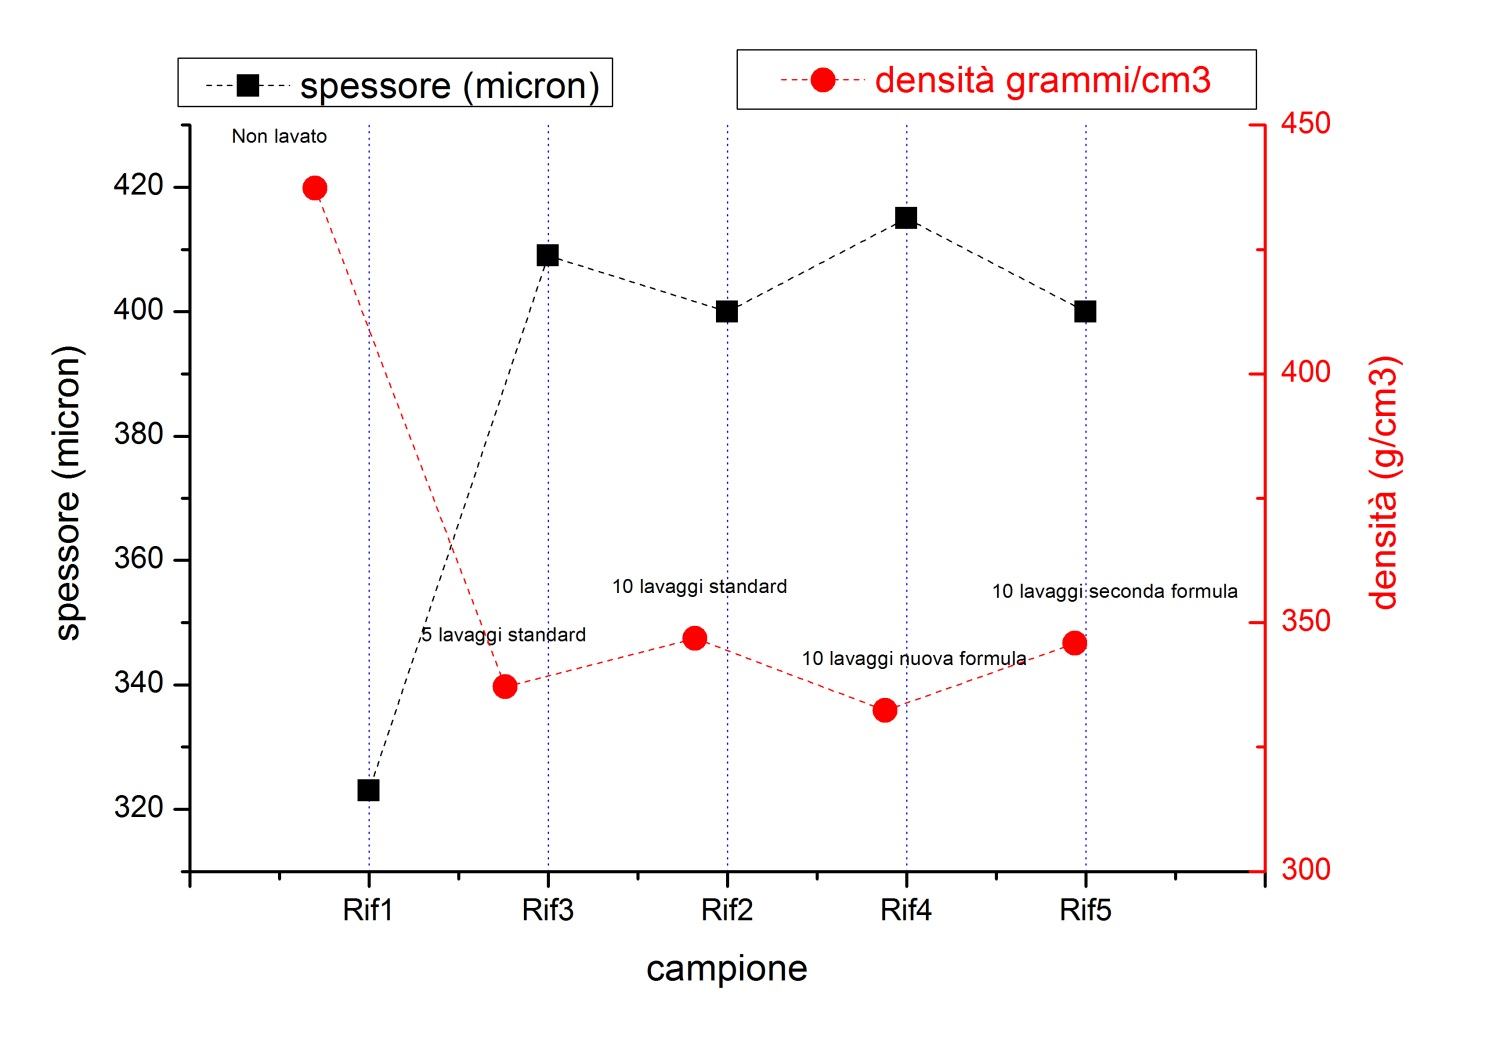 spessore (micron)
densità grammi/cm3
Non lavato
450
420
400
400
380
360
350
340
320
300
spessore (micron)
densità (g/cm3)
10 lavaggi standard
10 lavaggi seconda formula
5 lavaggi standard
10 lavaggi nuova formula
Rif1
Rif3
Rif2
Rif4
Rif5
campione